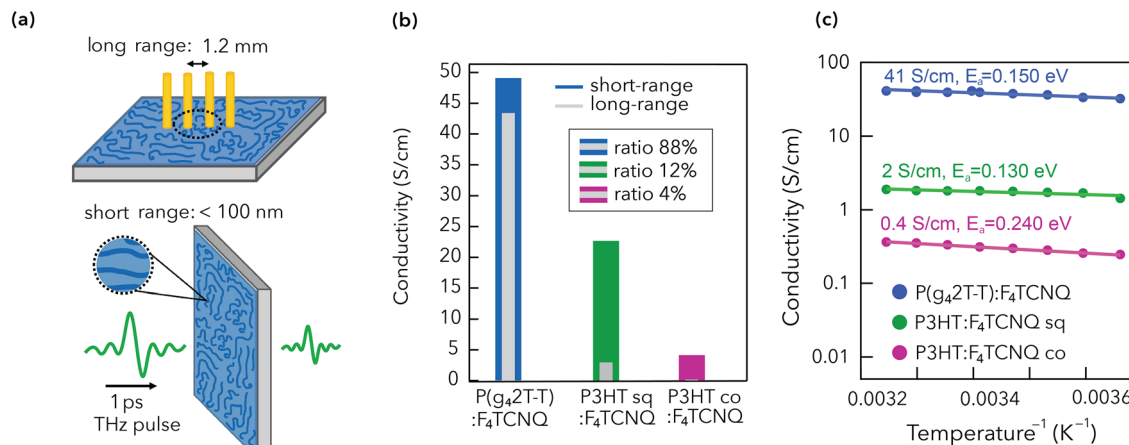 (a)
long range: 1.2 mm
short range: < 100 nm
1 ps
THz pulse
(b)
Conductivity (S/cm)
50
45
40
35
30
25
20
15
10
5
0
short-range
long-range
ratio 88%
ratio 12%
ratio 4%
P(g₄2T-T)
:F₄TCNQ
P3HT sq
:F₄TCNQ
P3HT co
:F₄TCNQ
(c)
Conductivity (S/cm)
100
10
1
0.1
0.01
41 S/cm, Eₐ=0.150 eV
2 S/cm, Eₐ=0.130 eV
0.4 S/cm, Eₐ=0.240 eV
P(g₄2T-T):F₄TCNQ
P3HT:F₄TCNQ sq
P3HT:F₄TCNQ co
0.0032
0.0034
0.0036
Temperature⁻¹ (K⁻¹)